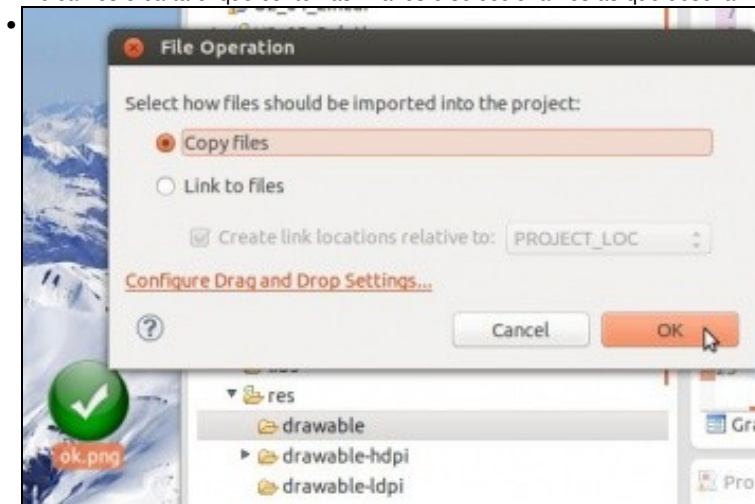 File Operation
Select how files should be imported into the project:
Copy files
Link to files
Create link locations relative to: PROJECT_LOC
Configure Drag and Drop Settings...
Cancel
OK
res
drawable
drawable-hdpi
drawable-ldpi
ok.png
Gr
Pro